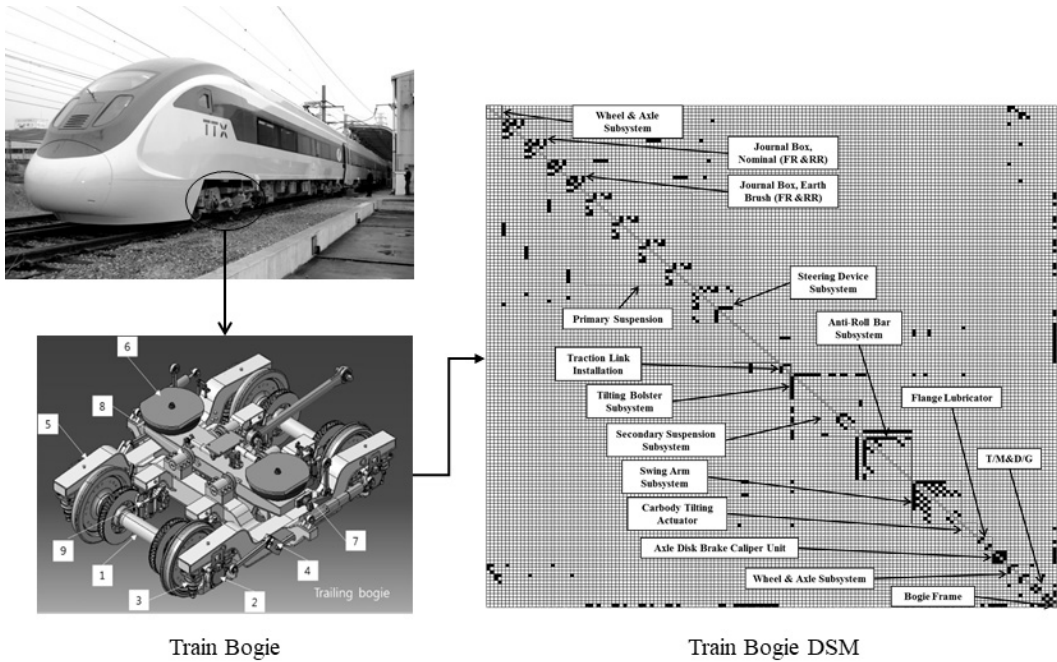 TTX
6
8
5
7
9
1
4
3
2
Trailing bogie
Train Bogie
Wheel & Axle
Subsystem
Journal Box,
Nominal (FR &RR)
Journal Box, Earth
Brush (FR &RR)
Steering Device
Subsystem
Primary Suspension
Anti-Roll Bar
Subsystem
Traction Link
Installation
Tilting Bolster
Subsystem
Flange Lubricator
Secondary Suspension
Subsystem
T/M&D/G
Swing Arm
Subsystem
Carbody Tilting
Actuator
Axle Disk Brake Caliper Unit
Wheel & Axle Subsystem
Bogie Frame
Train Bogie DSM